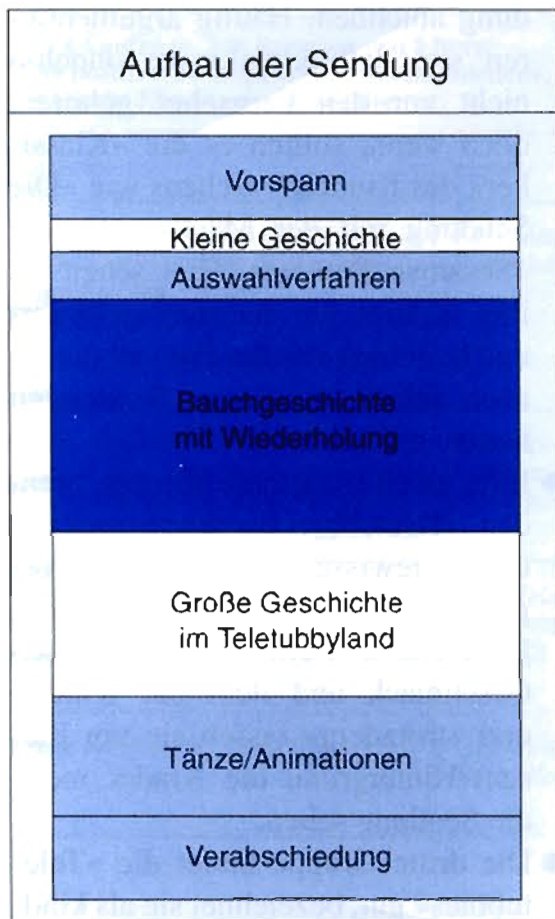 Aufbau der Sendung
Vorspann
Kleine Geschichte
Auswahlverfahren
Bauchgeschichte
mit Wiederholung
Große Geschichte
im Teletubbyland
Tänze/Animationen
Verabschiedung